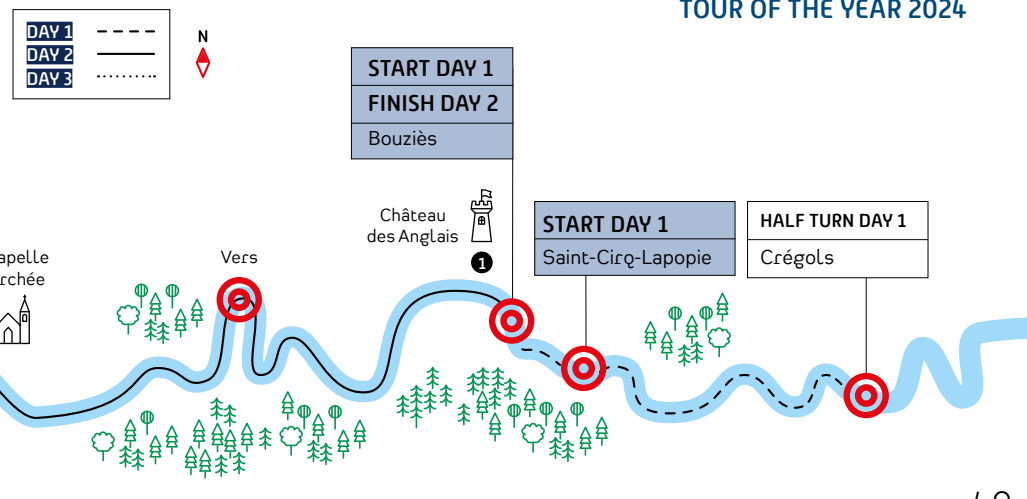 TOUR OF THE YEAR 2024
DAY 1
DAY 2
DAY 3
N
START DAY 1
FINISH DAY 2
Bouziès
Château
des Anglais
1
START DAY 1
Saint-Cirq-Lapopie
HALF TURN DAY 1
Crégols
Vers
apelle
rchée